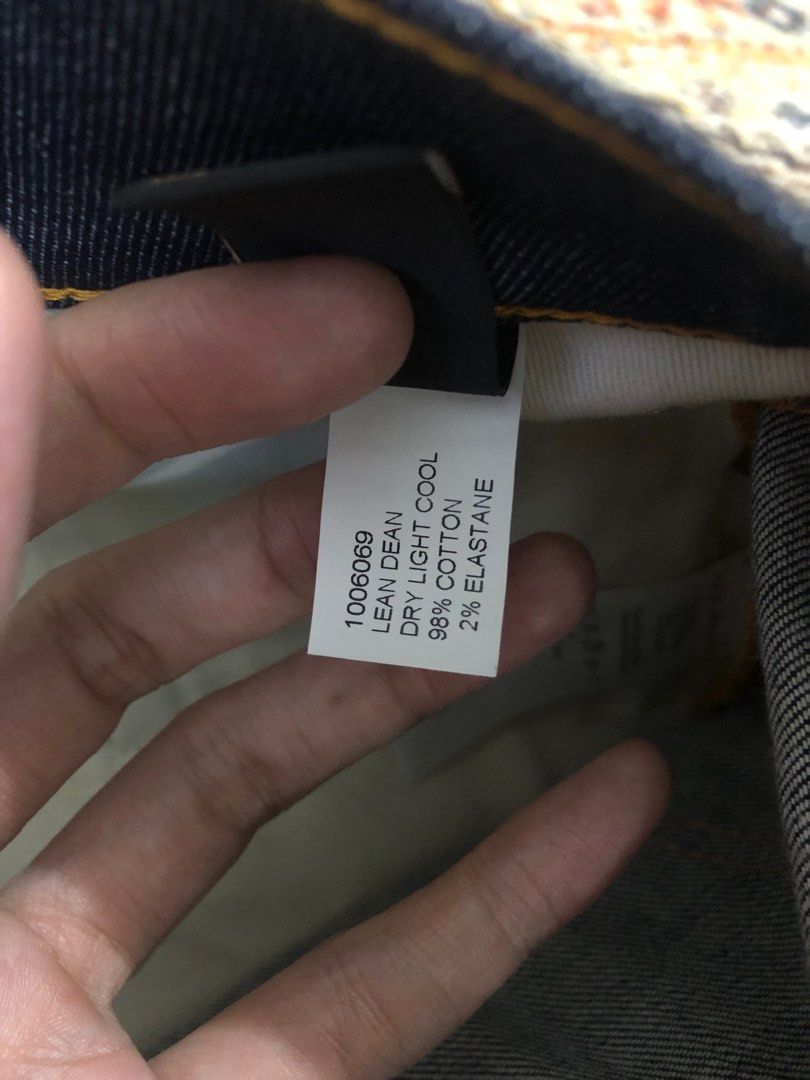 1006069
LEAN DEAN
DRY LIGHT COOL
98% COTTON
2% ELASTANE